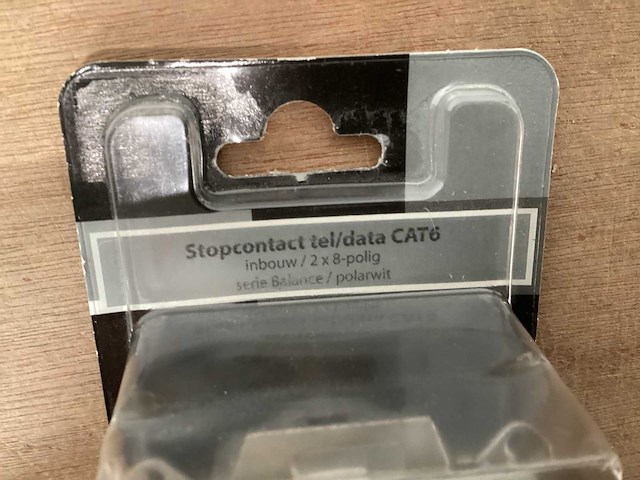 Stopcontact tel/data CAT6
inbouw / 2 x 8-polig
serie Balance / polarwit